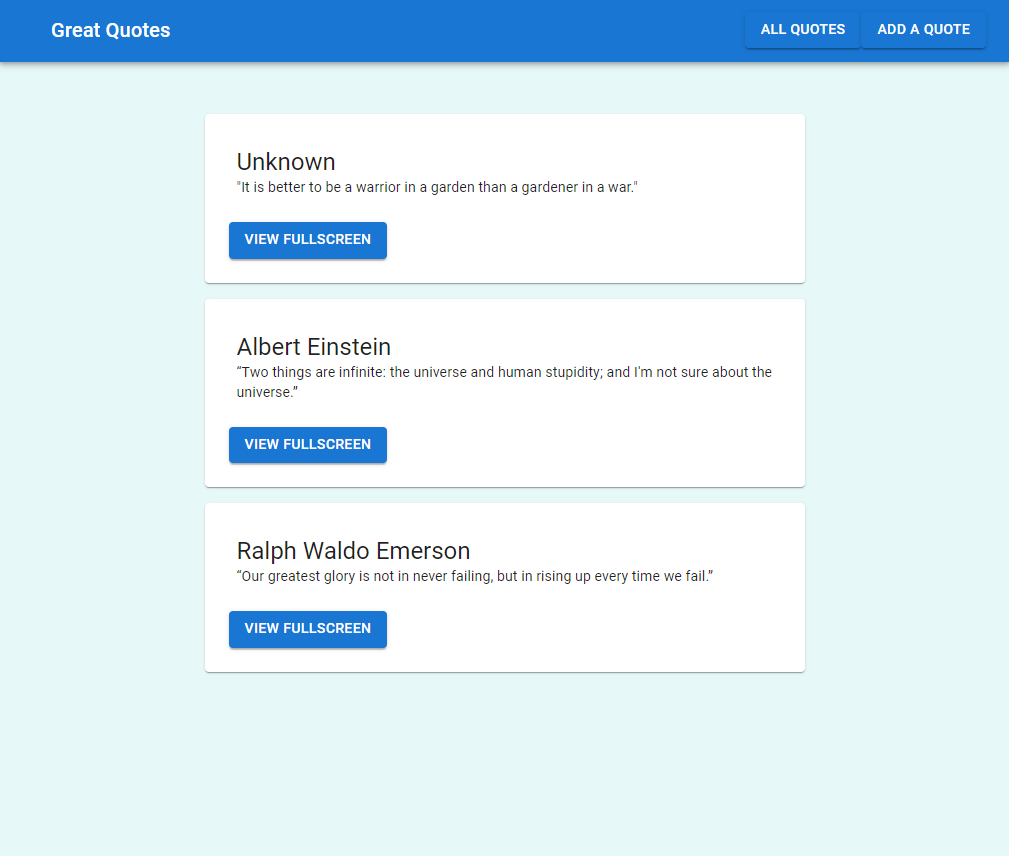 Great Quotes
ALL QUOTES
ADD A QUOTE
Unknown
"It is better to be a warrior in a garden than a gardener in a war."
VIEW FULLSCREEN
Albert Einstein
“Two things are infinite: the universe and human stupidity; and I'm not sure about the
universe.”
VIEW FULLSCREEN
Ralph Waldo Emerson
“Our greatest glory is not in never failing, but in rising up every time we fail.”
VIEW FULLSCREEN